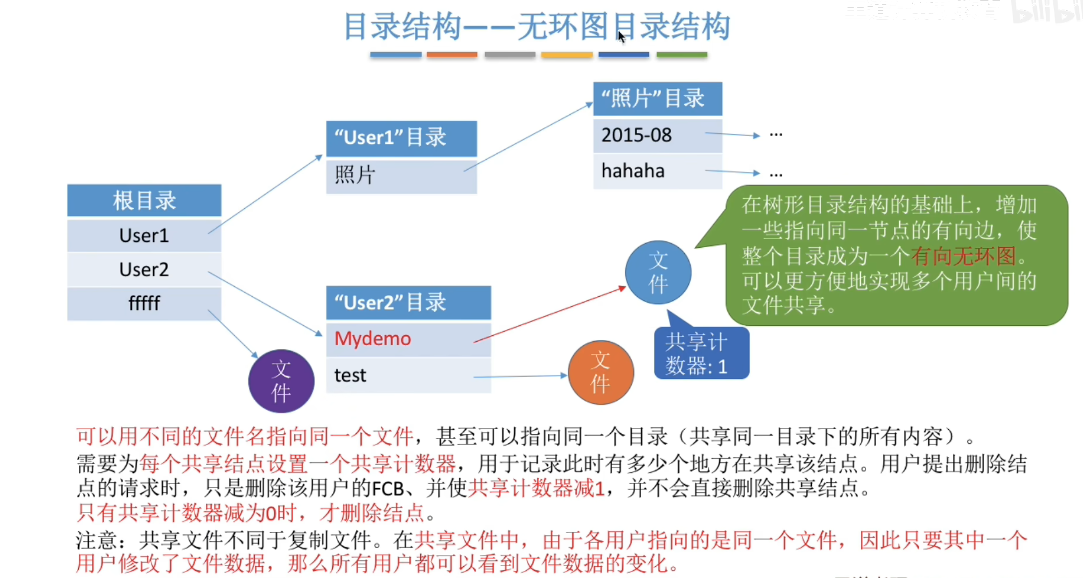 bilibili
目录结构——无环图目录结构
“照片”目录
2015-08
...
hahaha
...
“User1”目录
照片
根目录
User1
User2
fffff
在树形目录结构的基础上，增加
一些指向同一节点的有向边，使
整个目录成为一个有向无环图。
可以更方便地实现多个用户间的
文件共享。
文
件
“User2”目录
Mydemo
test
共享计
数器: 1
文
件
文
件
可以用不同的文件名指向同一个文件，甚至可以指向同一个目录（共享同一目录下的所有内容）。
需要为每个共享结点设置一个共享计数器，用于记录此时有多少个地方在共享该结点。用户提出删除结
点的请求时，只是删除该用户的FCB、并使共享计数器减1，并不会直接删除共享结点。
只有共享计数器减为0时，才删除结点。
注意：共享文件不同于复制文件。在共享文件中，由于各用户指向的是同一个文件，因此只要其中一个
用户修改了文件数据，那么所有用户都可以看到文件数据的变化。